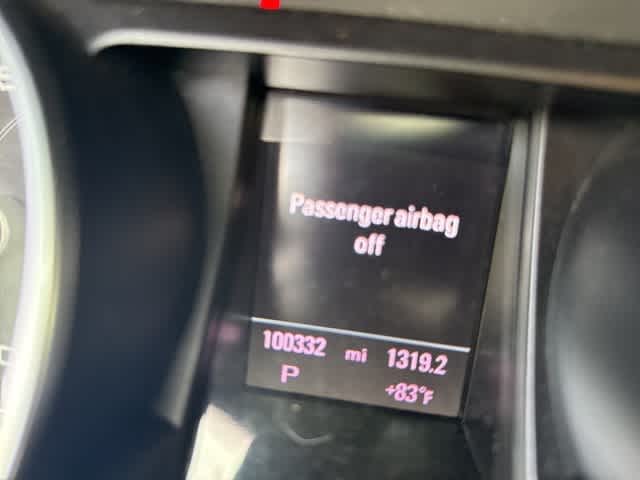 Passenger airbag
off
100332 mi 1319.2
P +83°F